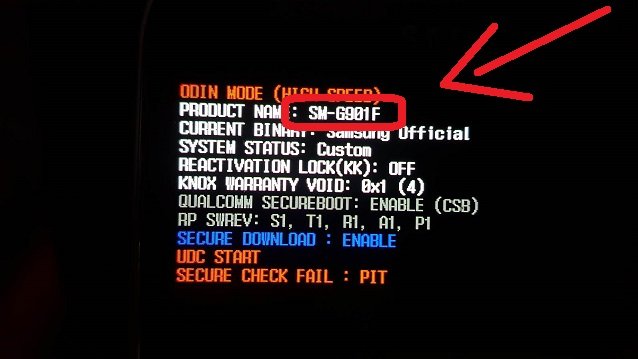 ODIN MODE (HIGH SPEED)
PRODUCT NAME: SM-G901F
CURRENT BINARY: Samsung Official
SYSTEM STATUS: Custom
REACTIVATION LOCK(KK): OFF
KNOX WARRANTY VOID: 0x1 (4)
QUALCOMM SECUREBOOT: ENABLE (CSB)
RP SWREV: S1, T1, R1, A1, P1
SECURE DOWNLOAD : ENABLE
UDC START
SECURE CHECK FAIL : PIT